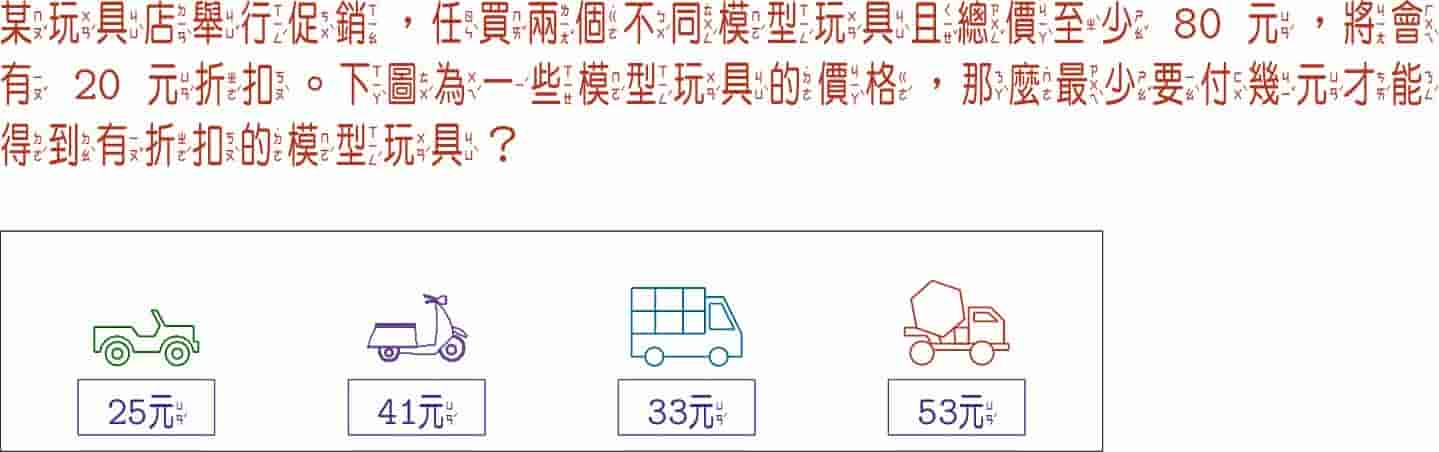 某玩具店舉行促銷，任買兩個不同模型玩具且總價至少 80 元，將會
有 20 元折扣。下圖為一些模型玩具的價格，那麼最少要付幾元才能
得到有折扣的模型玩具？
25元 41元 33元 53元